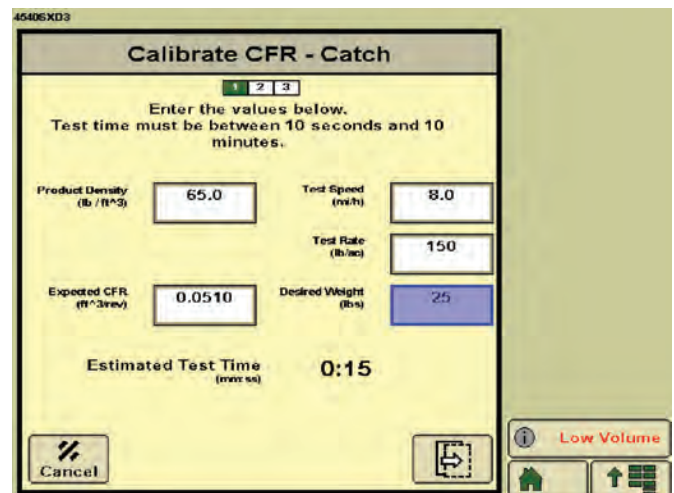 4540SXD3
Calibrate CFR - Catch
1 2 3
Enter the values below.
Test time must be between 10 seconds and 10
minutes.
Product Density
(lb / ft^3)
65.0
Test Speed
(mi/h)
8.0
Test Rate
(lb/ac)
150
Expected CFR
(ft^3/rev)
0.0510
Desired Weight
(lbs)
25
Estimated Test Time
(mm:ss)
0:15
Cancel
Low Volume